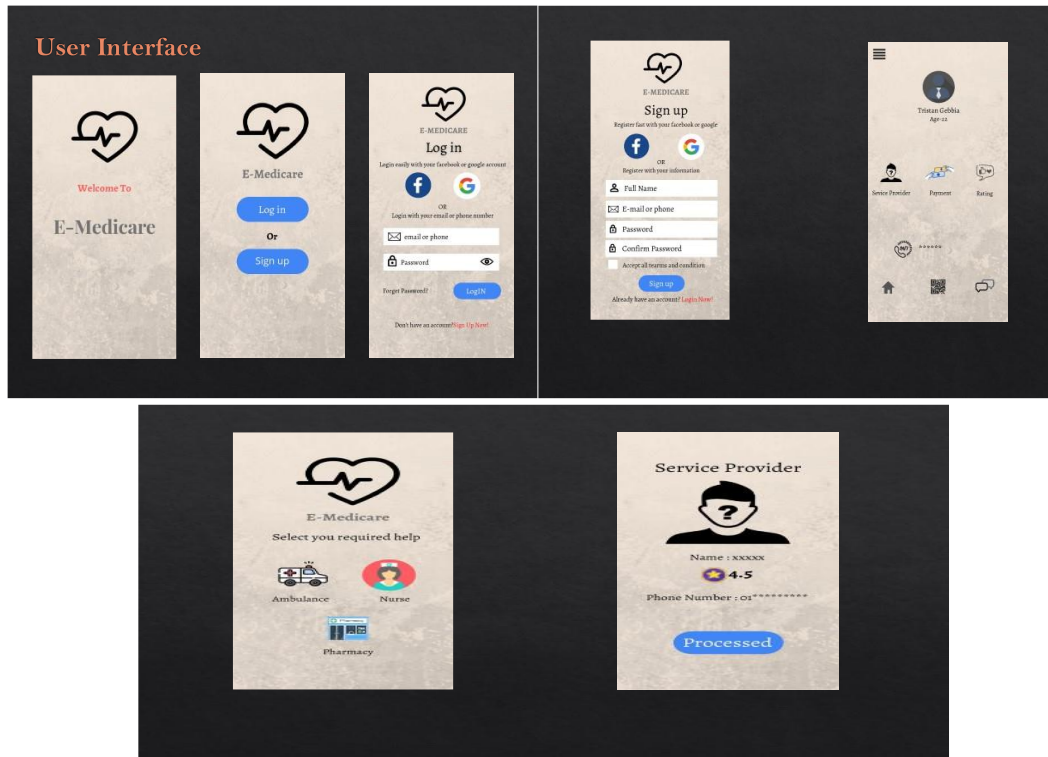 User Interface
Welcome To
E-Medicare
E-Medicare
Log in
Or
Sign up
E-MEDICARE
Log in
Login easily with your facebook or google account
f
G
OR
Login with your email or phone number
email or phone
Password
Forget Password?
LogIN
Don't have an account?Sign Up Now!
E-MEDICARE
Sign up
Register fast with your facebook or google
f
G
OR
Register with your information
Full Name
E-mail or phone
Password
Confirm Password
Accept all tearms and condition
Sign up
Already have an account? Login Now!
Tristan Gebbia
Age-22
Sevice Provider
Payment
Rating
24/7
******
E-Medicare
Select you required help
Ambulance
Nurse
Pharmacy
Service Provider
?
Name : xxxxx
4.5
Phone Number : 01*********
Processed